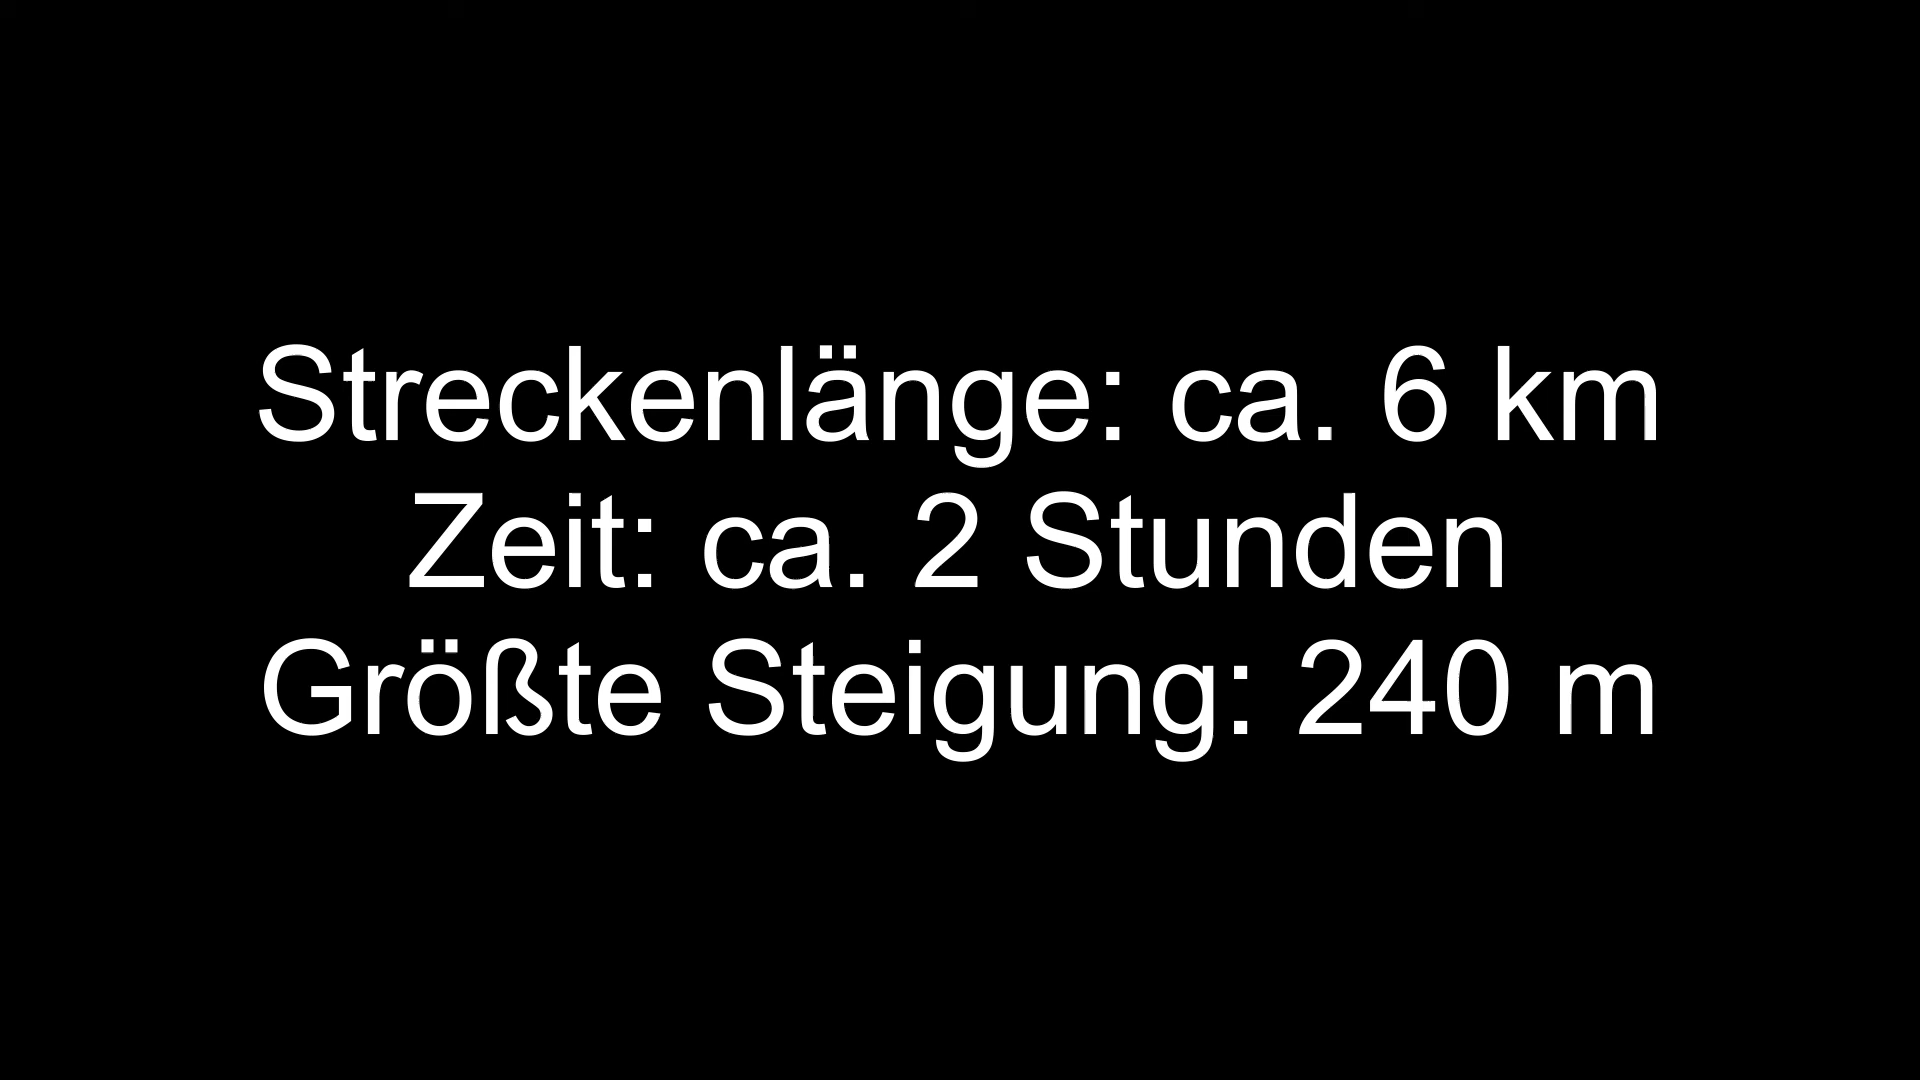 Streckenlänge: ca. 6 km
Zeit: ca. 2 Stunden
Größte Steigung: 240 m